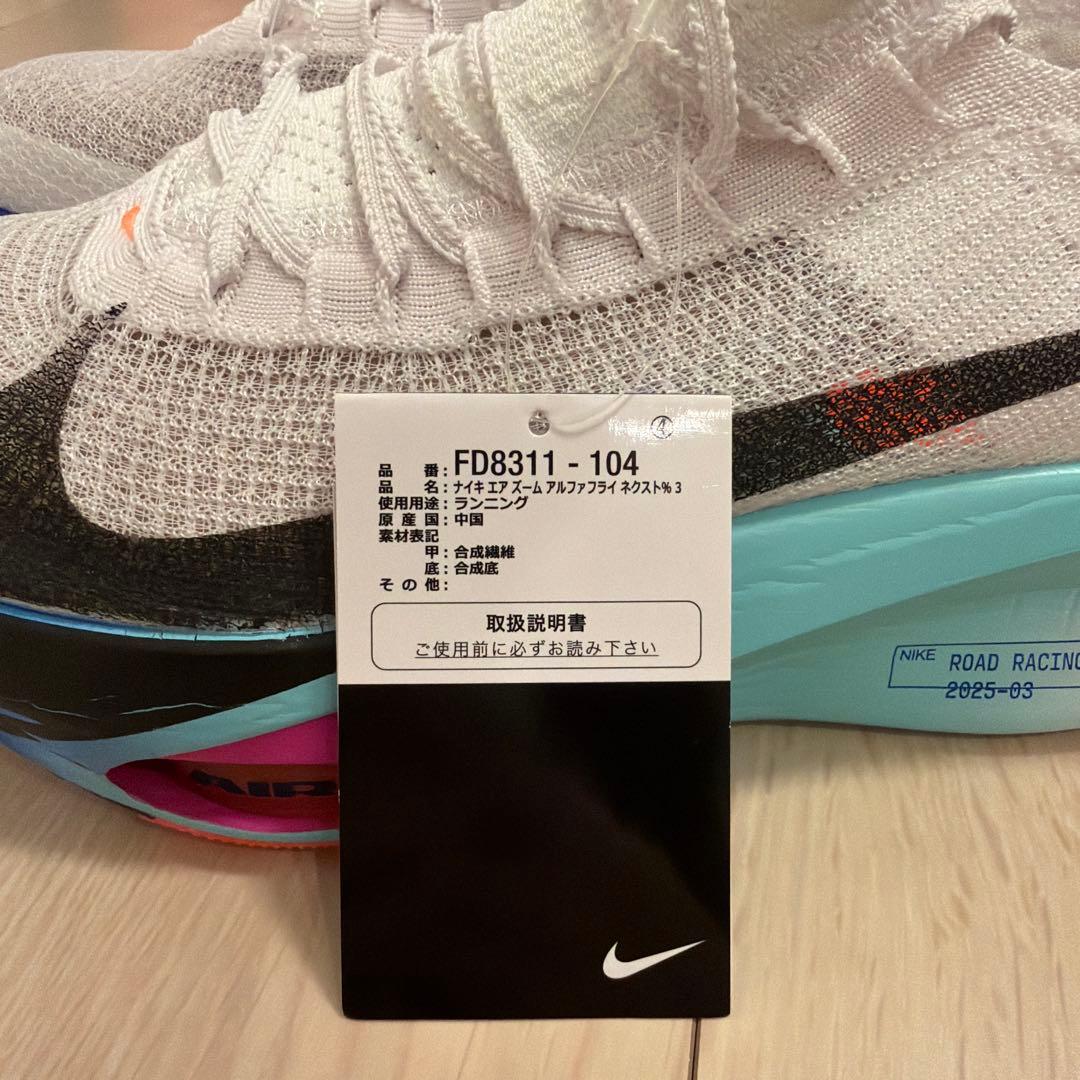 ④
品番:FD8311 - 104
品名:ナイキ エア ズーム アルファフライ ネクスト% 3
使用用途:ランニング
原産国:中国
素材表記
甲:合成繊維
底:合成底
その他:
取扱説明書
ご使用前に必ずお読み下さい
NIKE ROAD RACING
2025-03
AIR